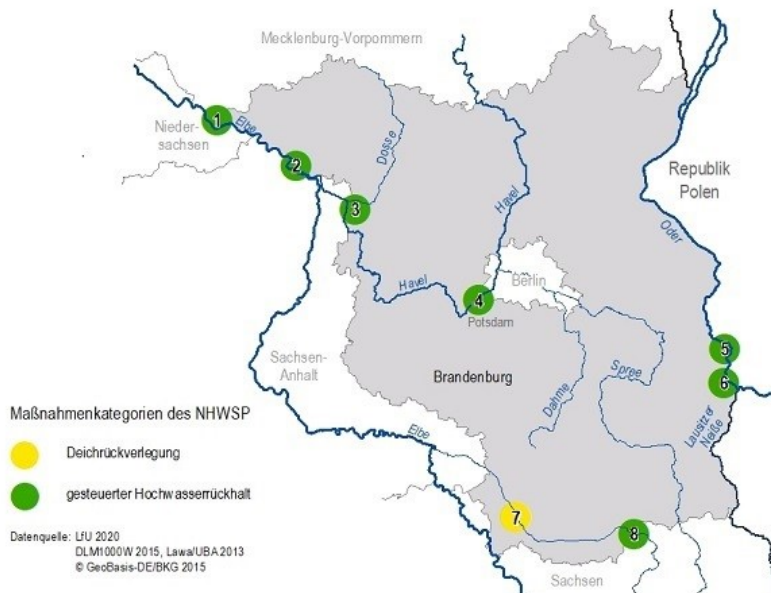 Mecklenburg-Vorpommern
1
Elbe
Nieder-
sachsen
2
Dosse
3
Havel
Republik
Polen
Oder
Havel
4
Berlin
Potsdam
5
6
Sachsen-
Anhalt
Brandenburg
Spree
Dahme
Lausitzer
Neiße
Maßnahmenkategorien des NHWSP
Elbe
Deichrückverlegung
gesteuerter Hochwasserrückhalt
7
8
Datenquelle: LfU 2020
DLM1000W 2015, Lawa/UBA 2013
© GeoBasis-DE/BKG 2015
Sachsen